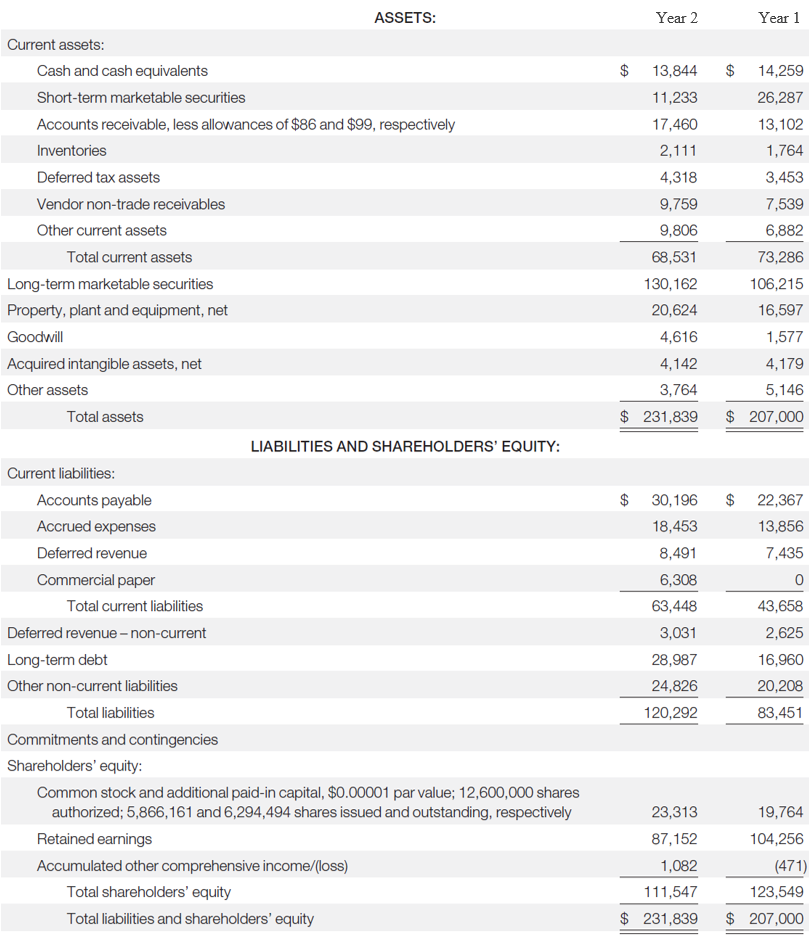 ASSETS: Year 2 Year 1
Current assets:
Cash and cash equivalents $ 13,844 $ 14,259
Short-term marketable securities 11,233 26,287
Accounts receivable, less allowances of $86 and $99, respectively 17,460 13,102
Inventories 2,111 1,764
Deferred tax assets 4,318 3,453
Vendor non-trade receivables 9,759 7,539
Other current assets 9,806 6,882
Total current assets 68,531 73,286
Long-term marketable securities 130,162 106,215
Property, plant and equipment, net 20,624 16,597
Goodwill 4,616 1,577
Acquired intangible assets, net 4,142 4,179
Other assets 3,764 5,146
Total assets $ 231,839 $ 207,000
LIABILITIES AND SHAREHOLDERS’ EQUITY:
Current liabilities:
Accounts payable $ 30,196 $ 22,367
Accrued expenses 18,453 13,856
Deferred revenue 8,491 7,435
Commercial paper 6,308 0
Total current liabilities 63,448 43,658
Deferred revenue – non-current 3,031 2,625
Long-term debt 28,987 16,960
Other non-current liabilities 24,826 20,208
Total liabilities 120,292 83,451
Commitments and contingencies
Shareholders’ equity:
Common stock and additional paid-in capital, $0.00001 par value; 12,600,000 shares
authorized; 5,866,161 and 6,294,494 shares issued and outstanding, respectively 23,313 19,764
Retained earnings 87,152 104,256
Accumulated other comprehensive income/(loss) 1,082 (471)
Total shareholders’ equity 111,547 123,549
Total liabilities and shareholders’ equity $ 231,839 $ 207,000